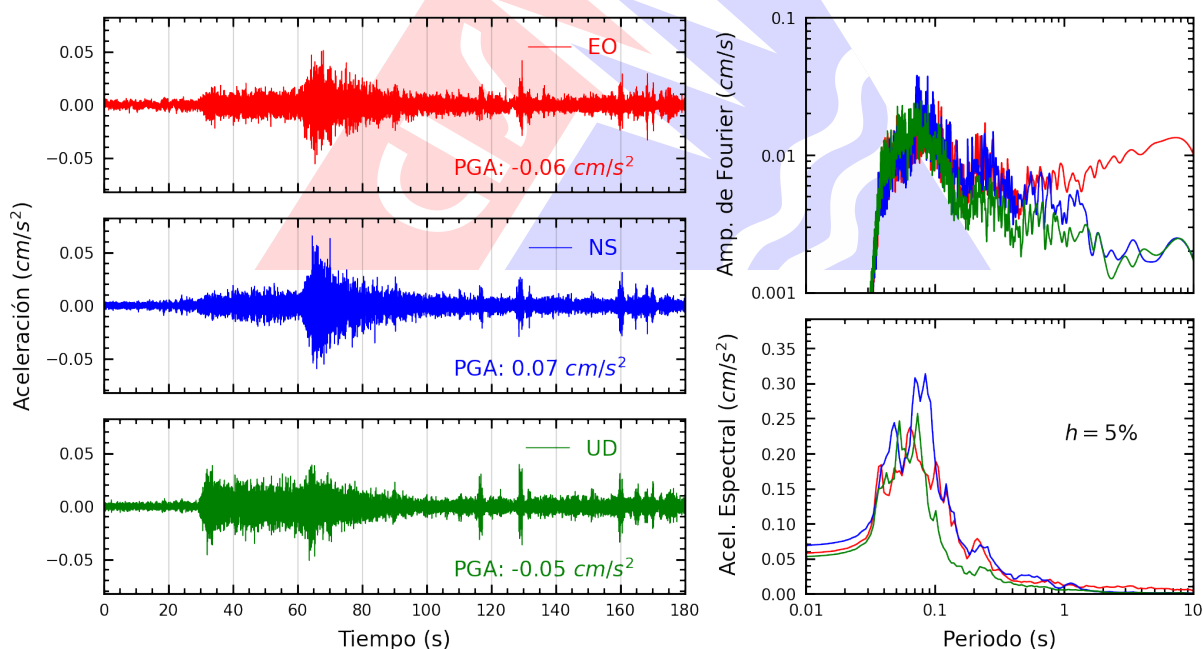 Aceleración (cm/s²)
0.05
0.00
−0.05
EO
PGA: -0.06 cm/s²
NS
0.05
0.00
−0.05
PGA: 0.07 cm/s²
UD
0.05
0.00
−0.05
PGA: -0.05 cm/s²
0 20 40 60 80 100 120 140 160 180
Tiempo (s)
Amp. de Fourier (cm/s)
0.1
0.01
0.001
Acel. Espectral (cm/s²)
0.35
0.30
0.25
0.20
0.15
0.10
0.05
0.00
h = 5%
0.01 0.1 1 10
Periodo (s)